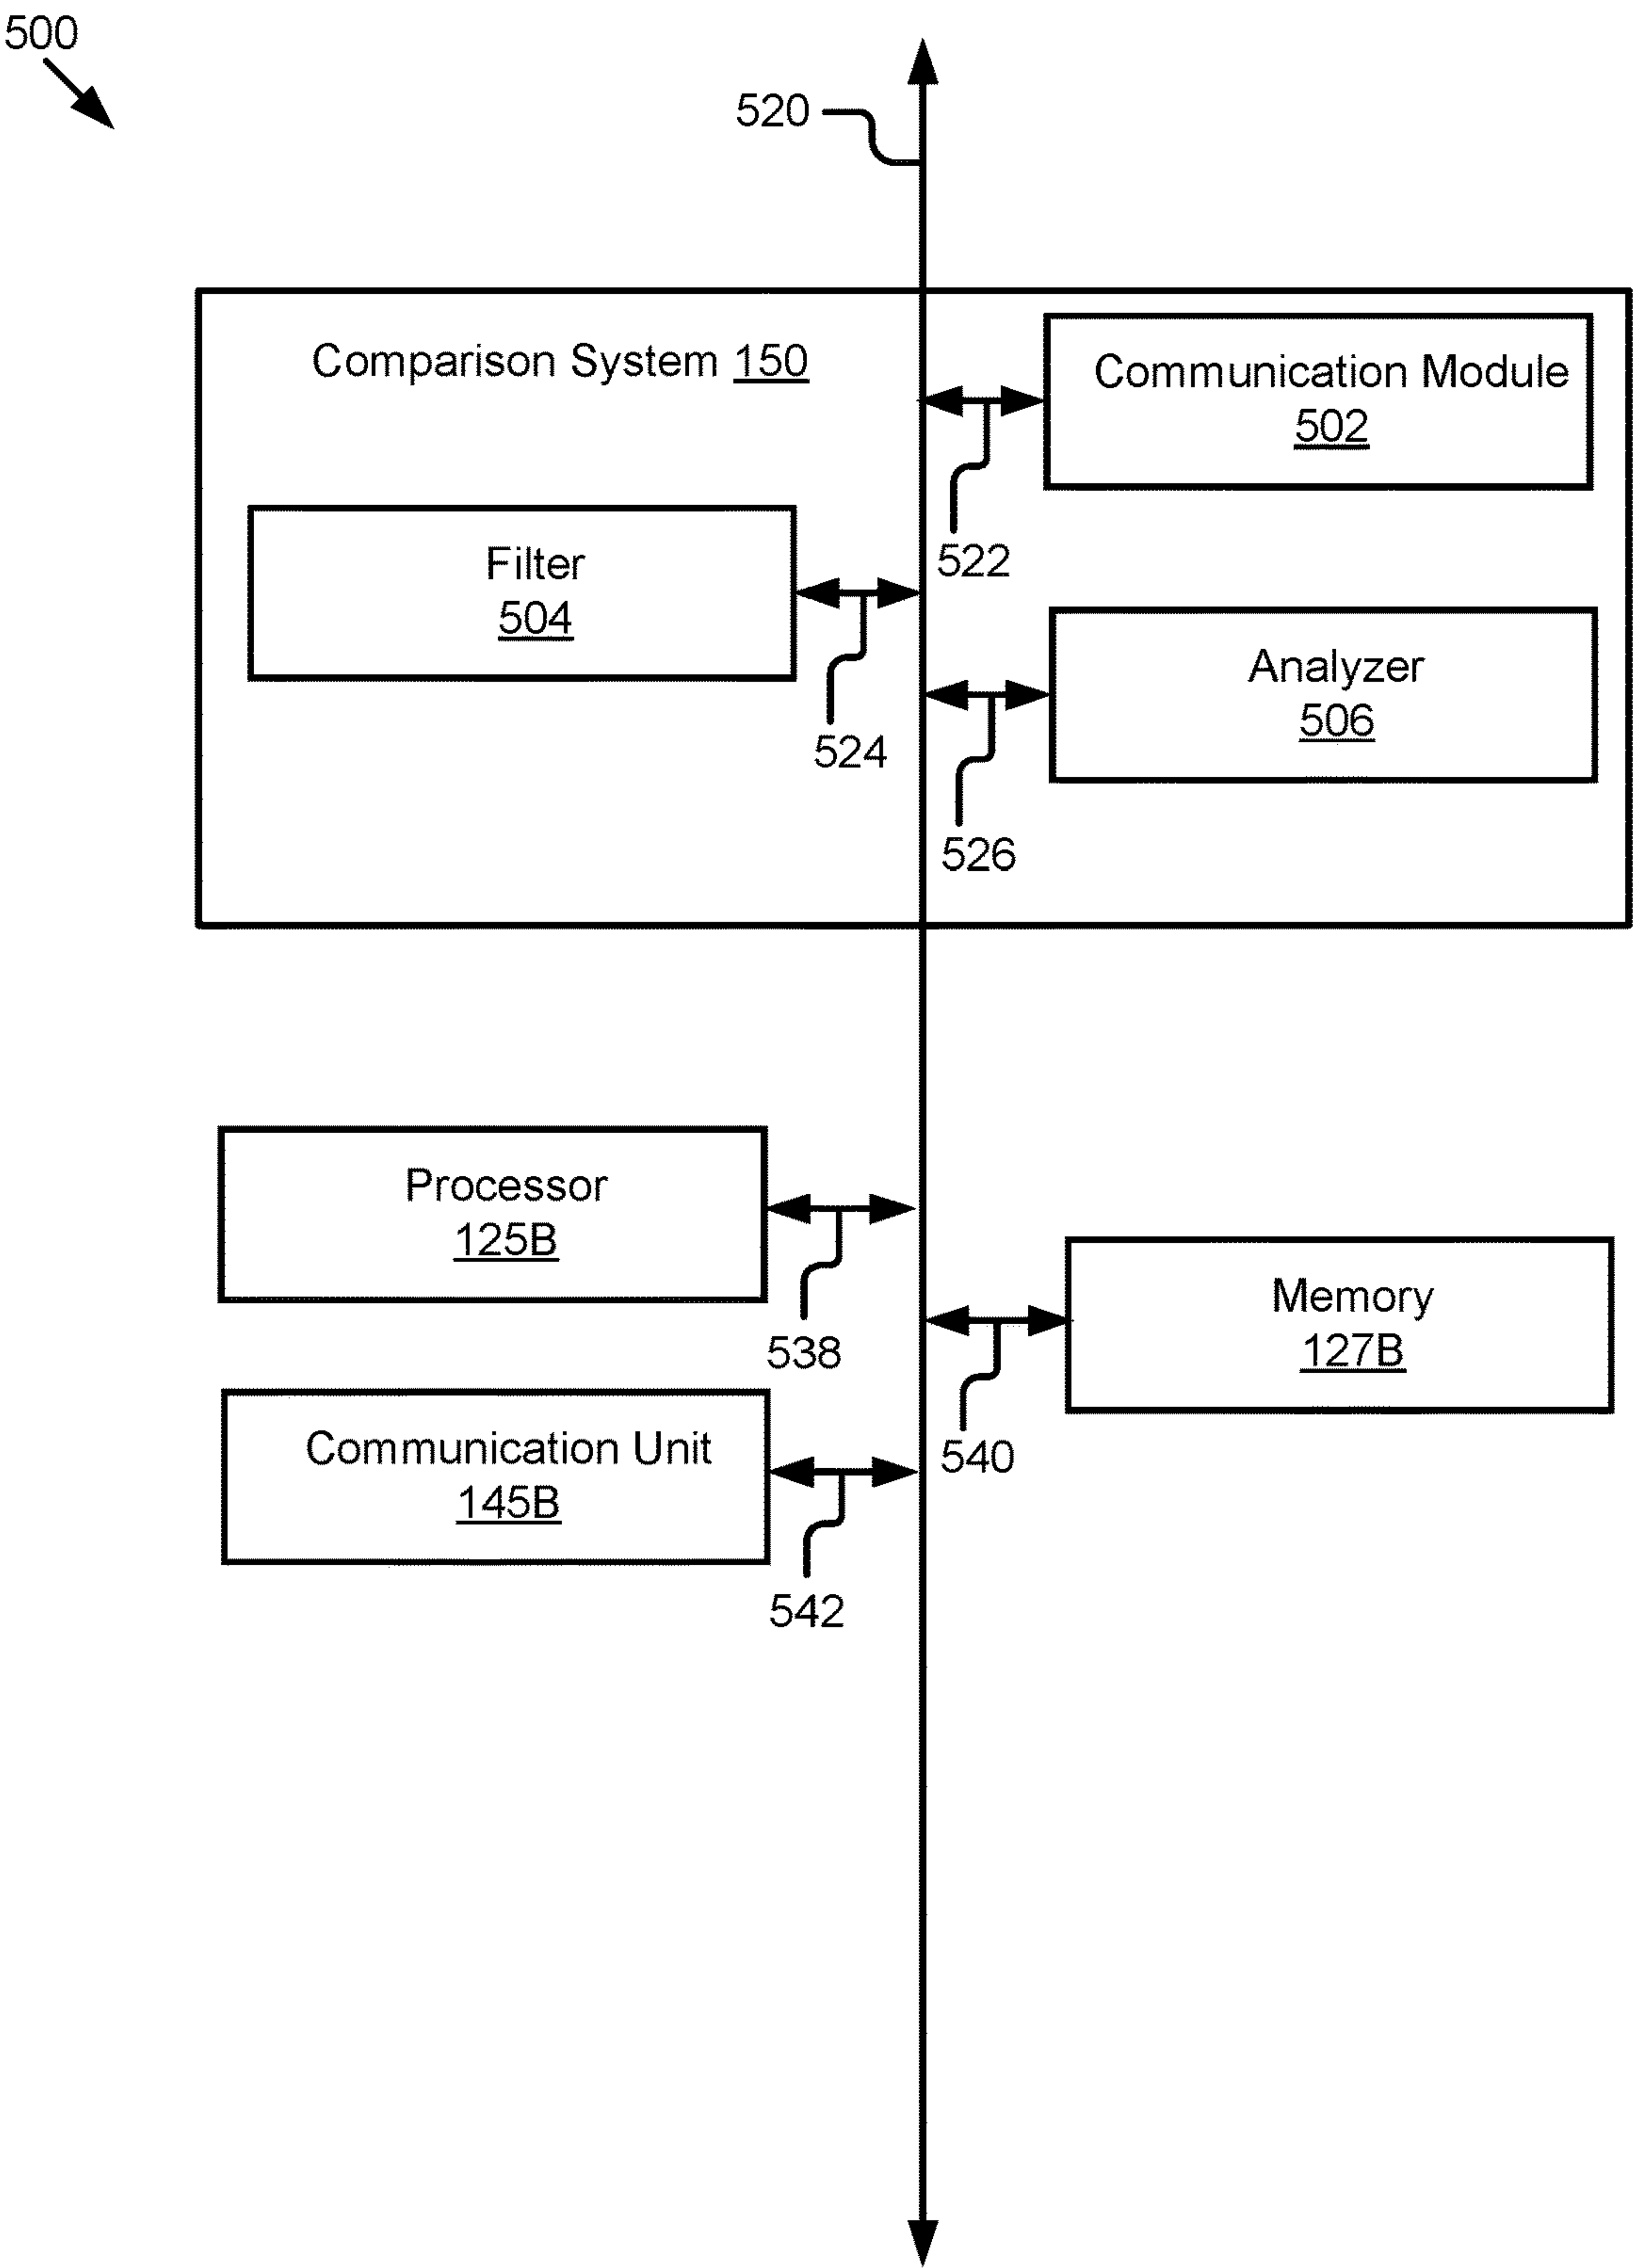 500
520
Comparison System 150
Communication Module
502
522
Filter
504
524
Analyzer
506
526
Processor
125B
538
Memory
127B
540
Communication Unit
145B
542